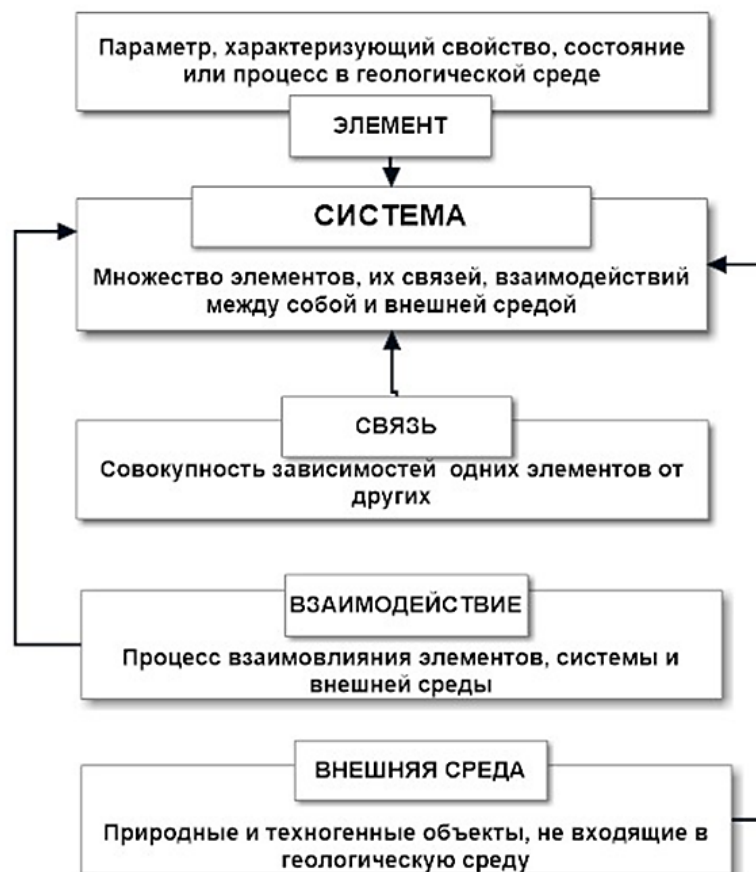 Параметр, характеризующий свойство, состояние
или процесс в геологической среде
ЭЛЕМЕНТ
СИСТЕМА
Множество элементов, их связей, взаимодействий
между собой и внешней средой
СВЯЗЬ
Совокупность зависимостей одних элементов от
других
ВЗАИМОДЕЙСТВИЕ
Процесс взаимовлияния элементов, системы и
внешней среды
ВНЕШНЯЯ СРЕДА
Природные и техногенные объекты, не входящие в
геологическую среду